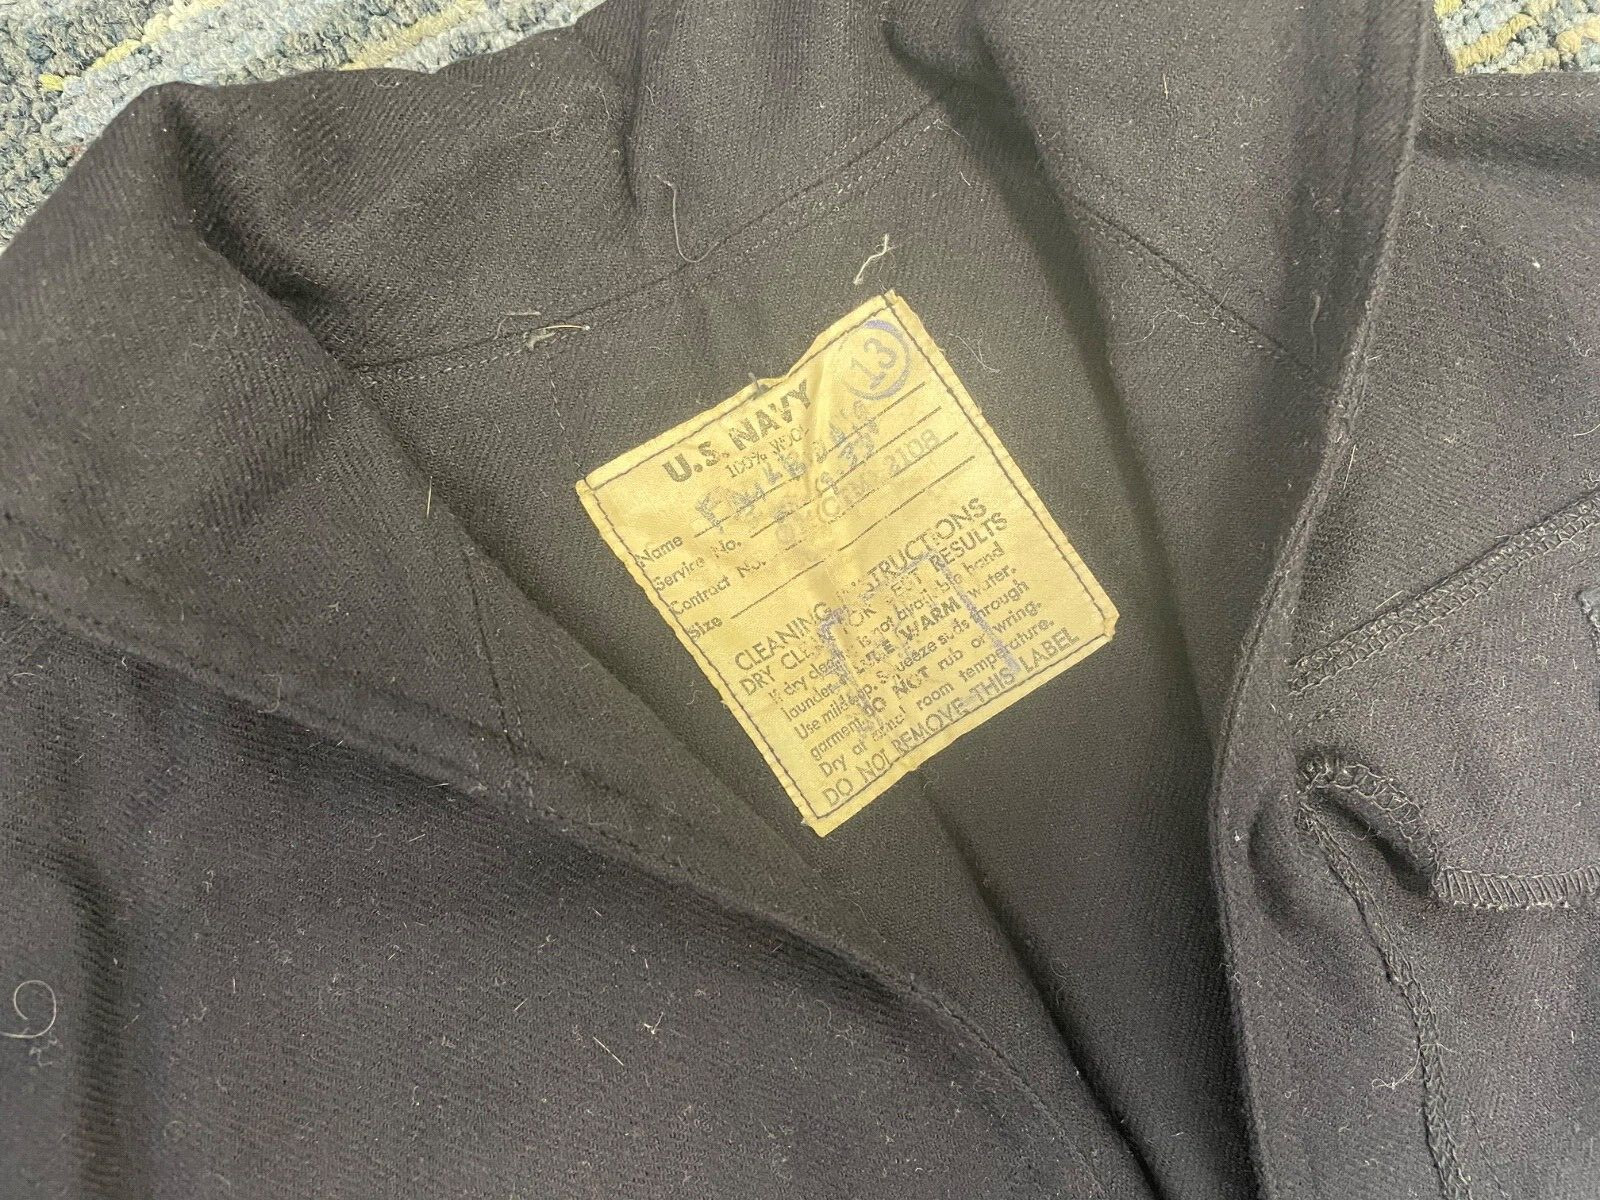 13
U.S. NAVY
100% WOOL
Name
Service No.
Contract No. 2108
Size
CLEANING INSTRUCTIONS
DRY CLEAN FOR BEST RESULTS
If dry cleaning is not available hand
launder in LUKEWARM water.
Use mild soap. Squeeze suds through
garment. DO NOT rub or wring.
Dry at normal room temperature.
DO NOT REMOVE THIS LABEL